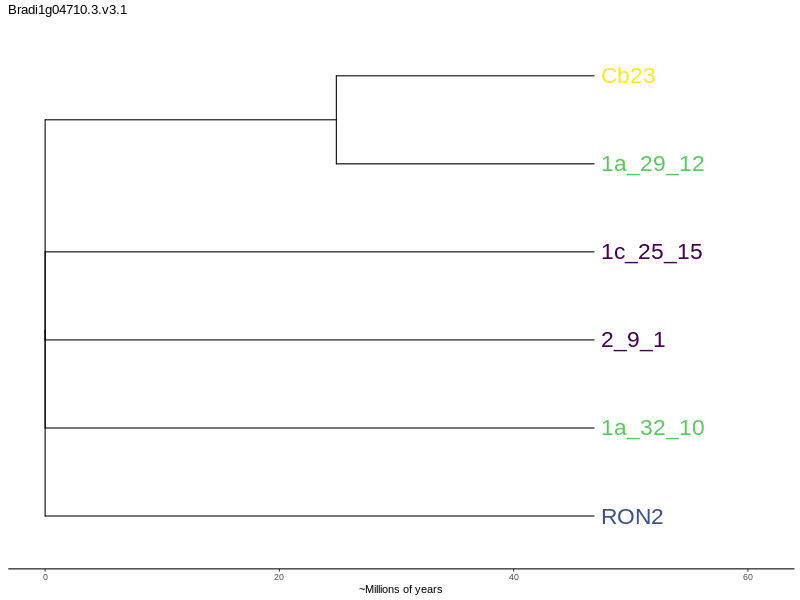 Bradi1g04710.3.v3.1
Cb23
1a_29_12
1c_25_15
2_9_1
1a_32_10
RON2
0 20 40 60
~Millions of years